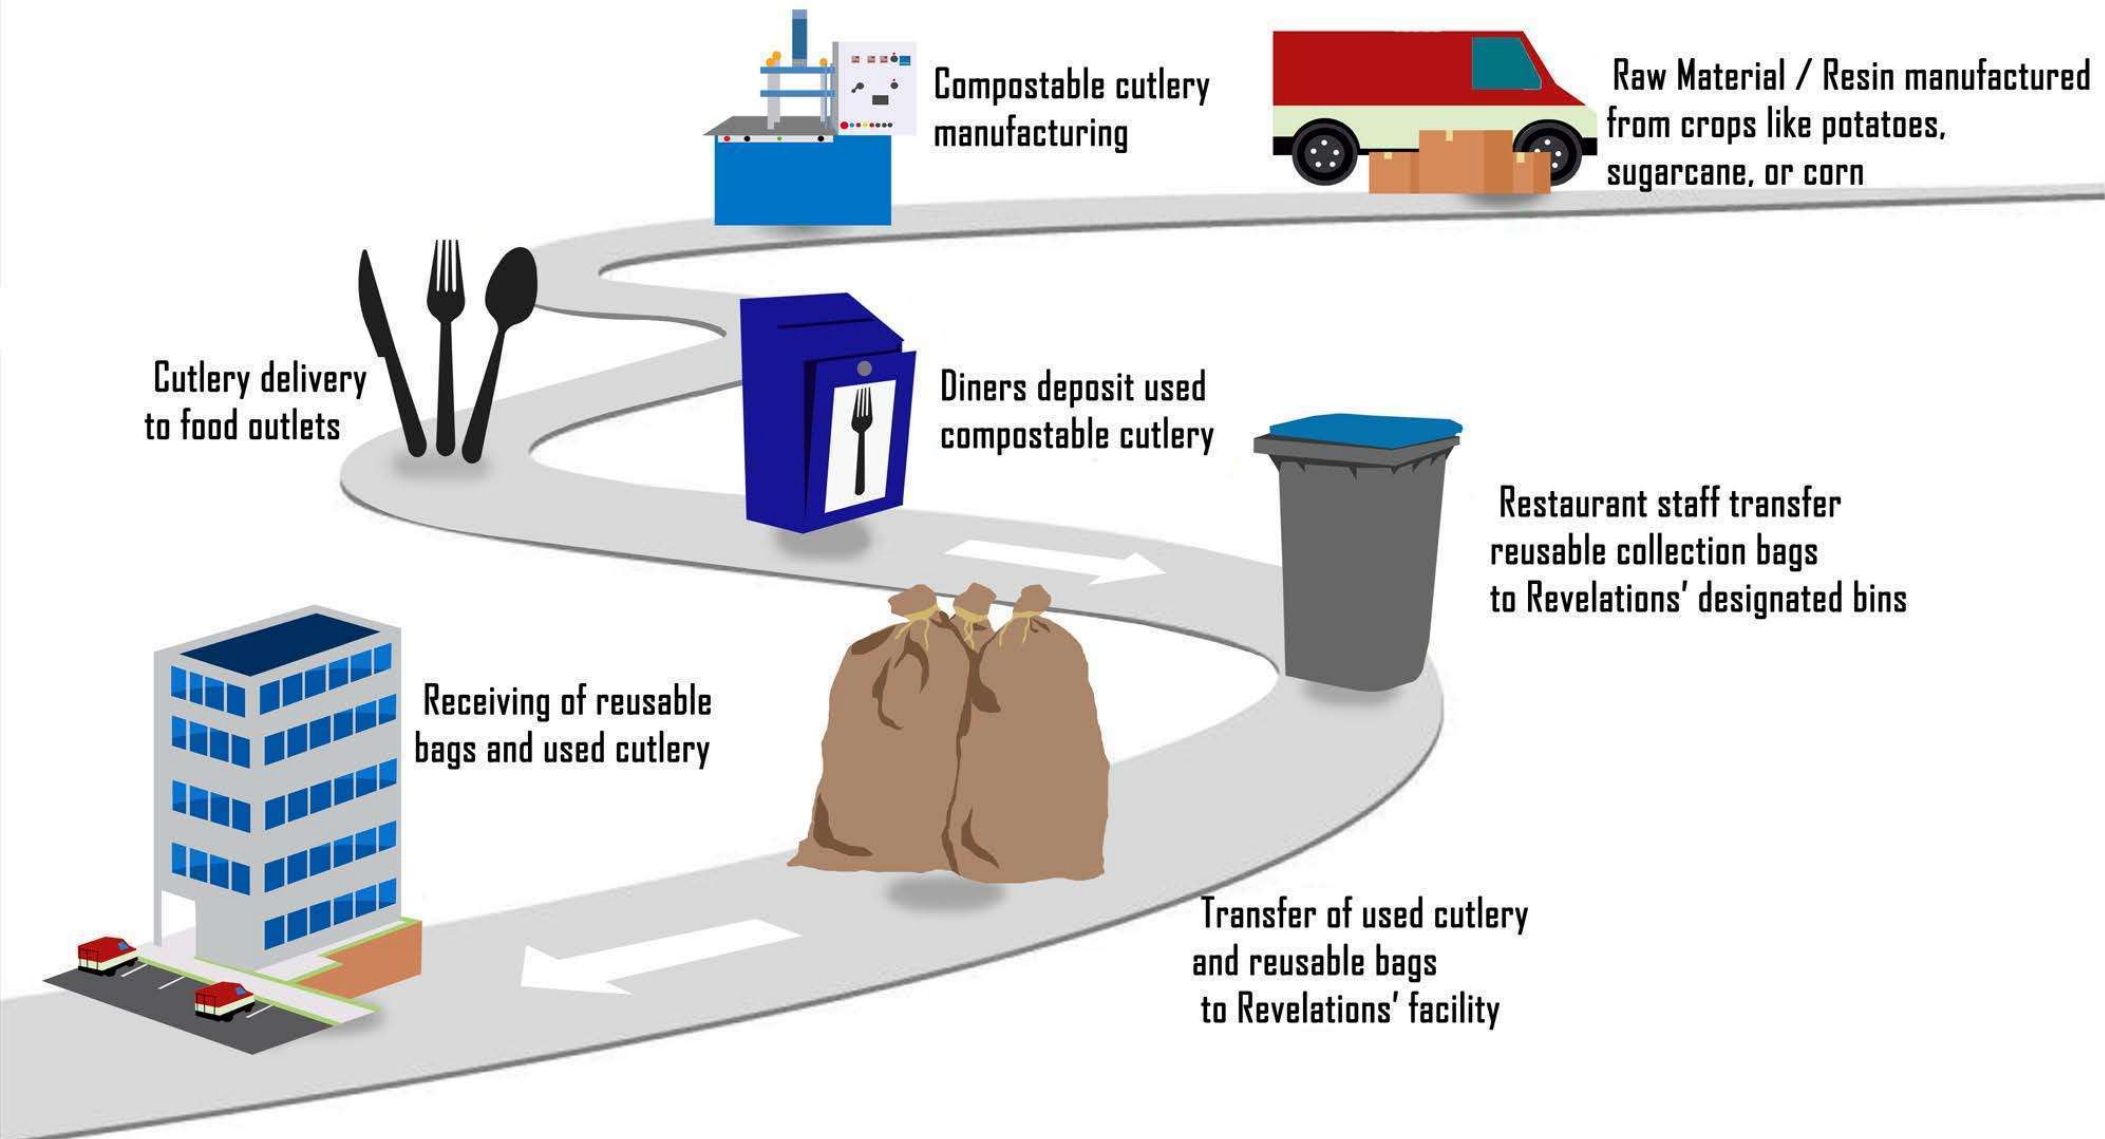 Raw Material / Resin manufactured
from crops like potatoes,
sugarcane, or corn
Compostable cutlery
manufacturing
Cutlery delivery
to food outlets
Diners deposit used
compostable cutlery
Restaurant staff transfer
reusable collection bags
to Revelations' designated bins
Transfer of used cutlery
and reusable bags
to Revelations' facility
Receiving of reusable
bags and used cutlery